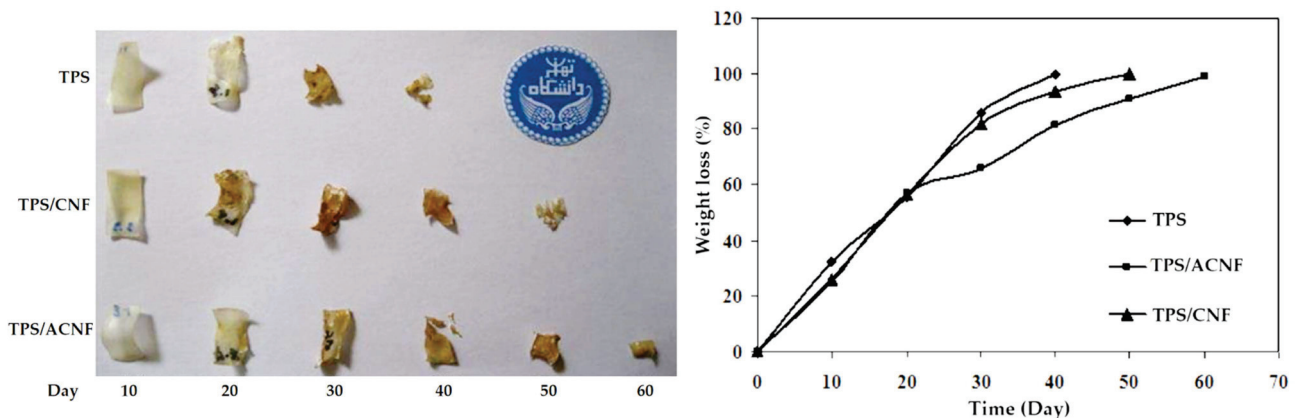 TPS
TPS/CNF
TPS/ACNF
Day
10
20
30
40
50
60
تهران
دانشگاه
Weight loss (%)
120
100
80
60
40
20
0
0
10
20
30
40
50
60
70
Time (Day)
TPS
TPS/ACNF
TPS/CNF